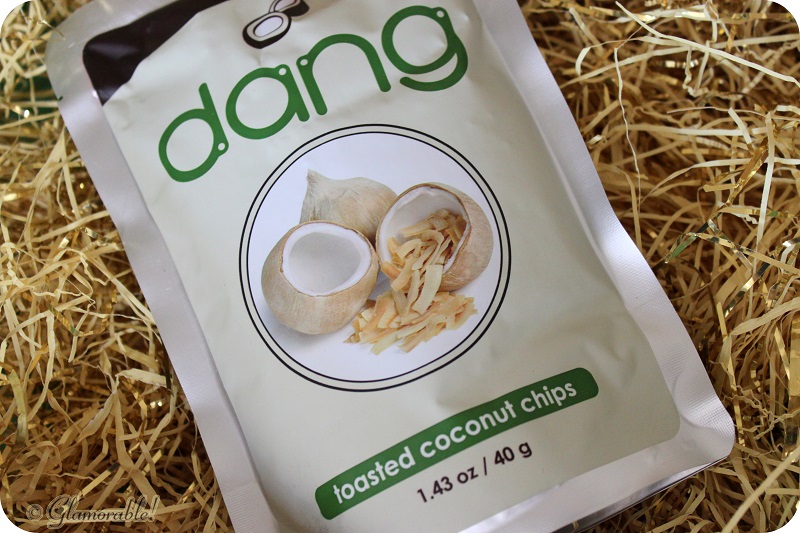 dang
toasted coconut chips
1.43 oz / 40 g
© Glamorable!